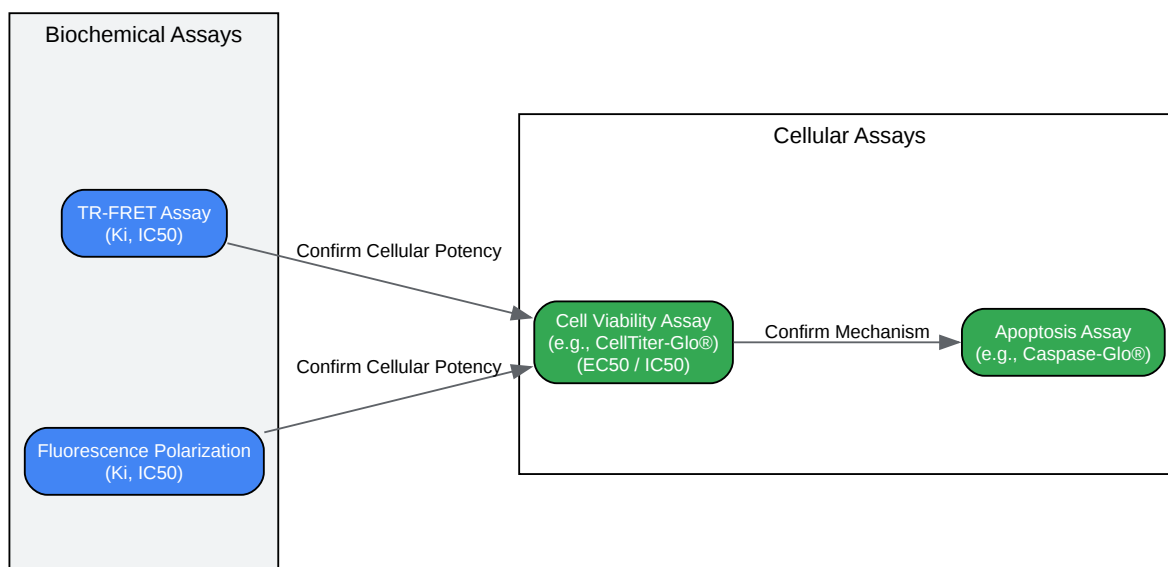 Biochemical Assays
TR-FRET Assay
(Ki, IC50)
Fluorescence Polarization
(Ki, IC50)
Confirm Cellular Potency
Confirm Cellular Potency
Cellular Assays
Cell Viability Assay
(e.g., CellTiter-Glo®)
(EC50 / IC50)
Confirm Mechanism
Apoptosis Assay
(e.g., Caspase-Glo®)